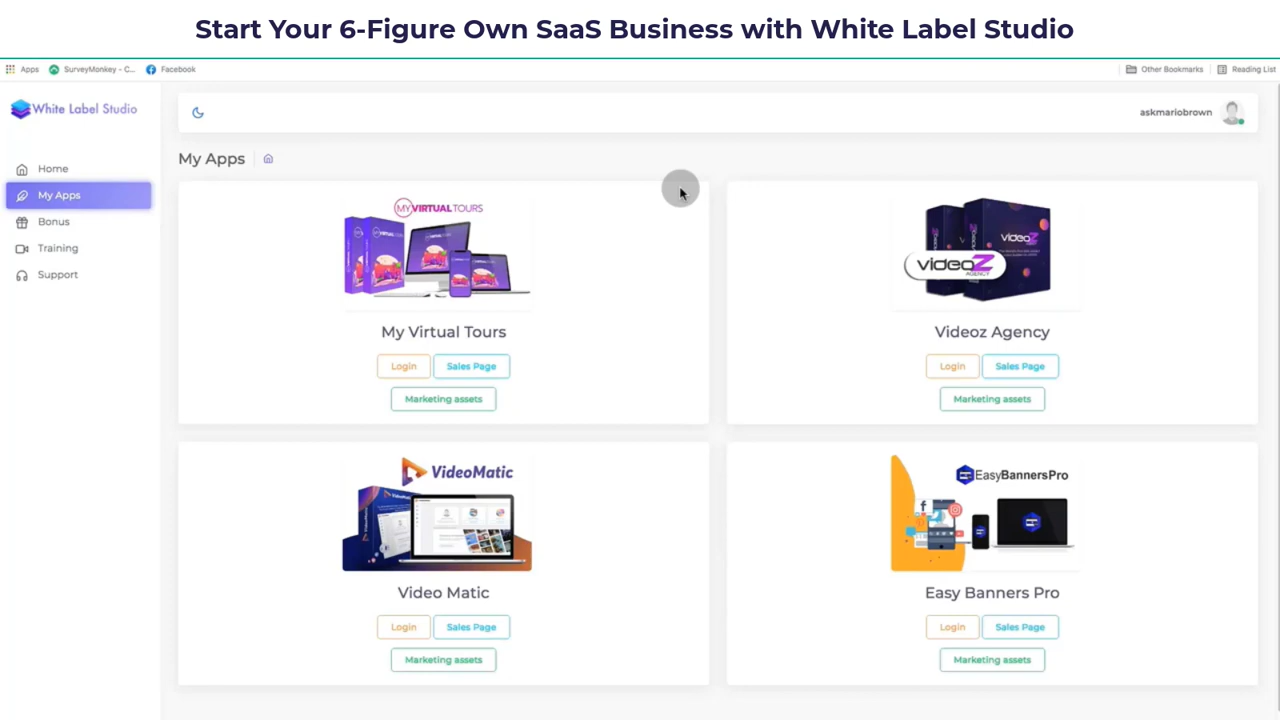 Start Your 6-Figure Own SaaS Business with White Label Studio
Apps
SurveyMonkey - C...
Facebook
Other Bookmarks
Reading List
White Label Studio
askmariobrown
Home
My Apps
Bonus
Training
Support
My Apps
MYVIRTUAL TOURS
My Virtual Tours
Login
Sales Page
Marketing assets
videoZ
videoZ
AGENCY
Videoz Agency
Login
Sales Page
Marketing assets
VideoMatic
VideoMatic
Video Matic
Login
Sales Page
Marketing assets
EasyBannersPro
Easy Banners Pro
Login
Sales Page
Marketing assets